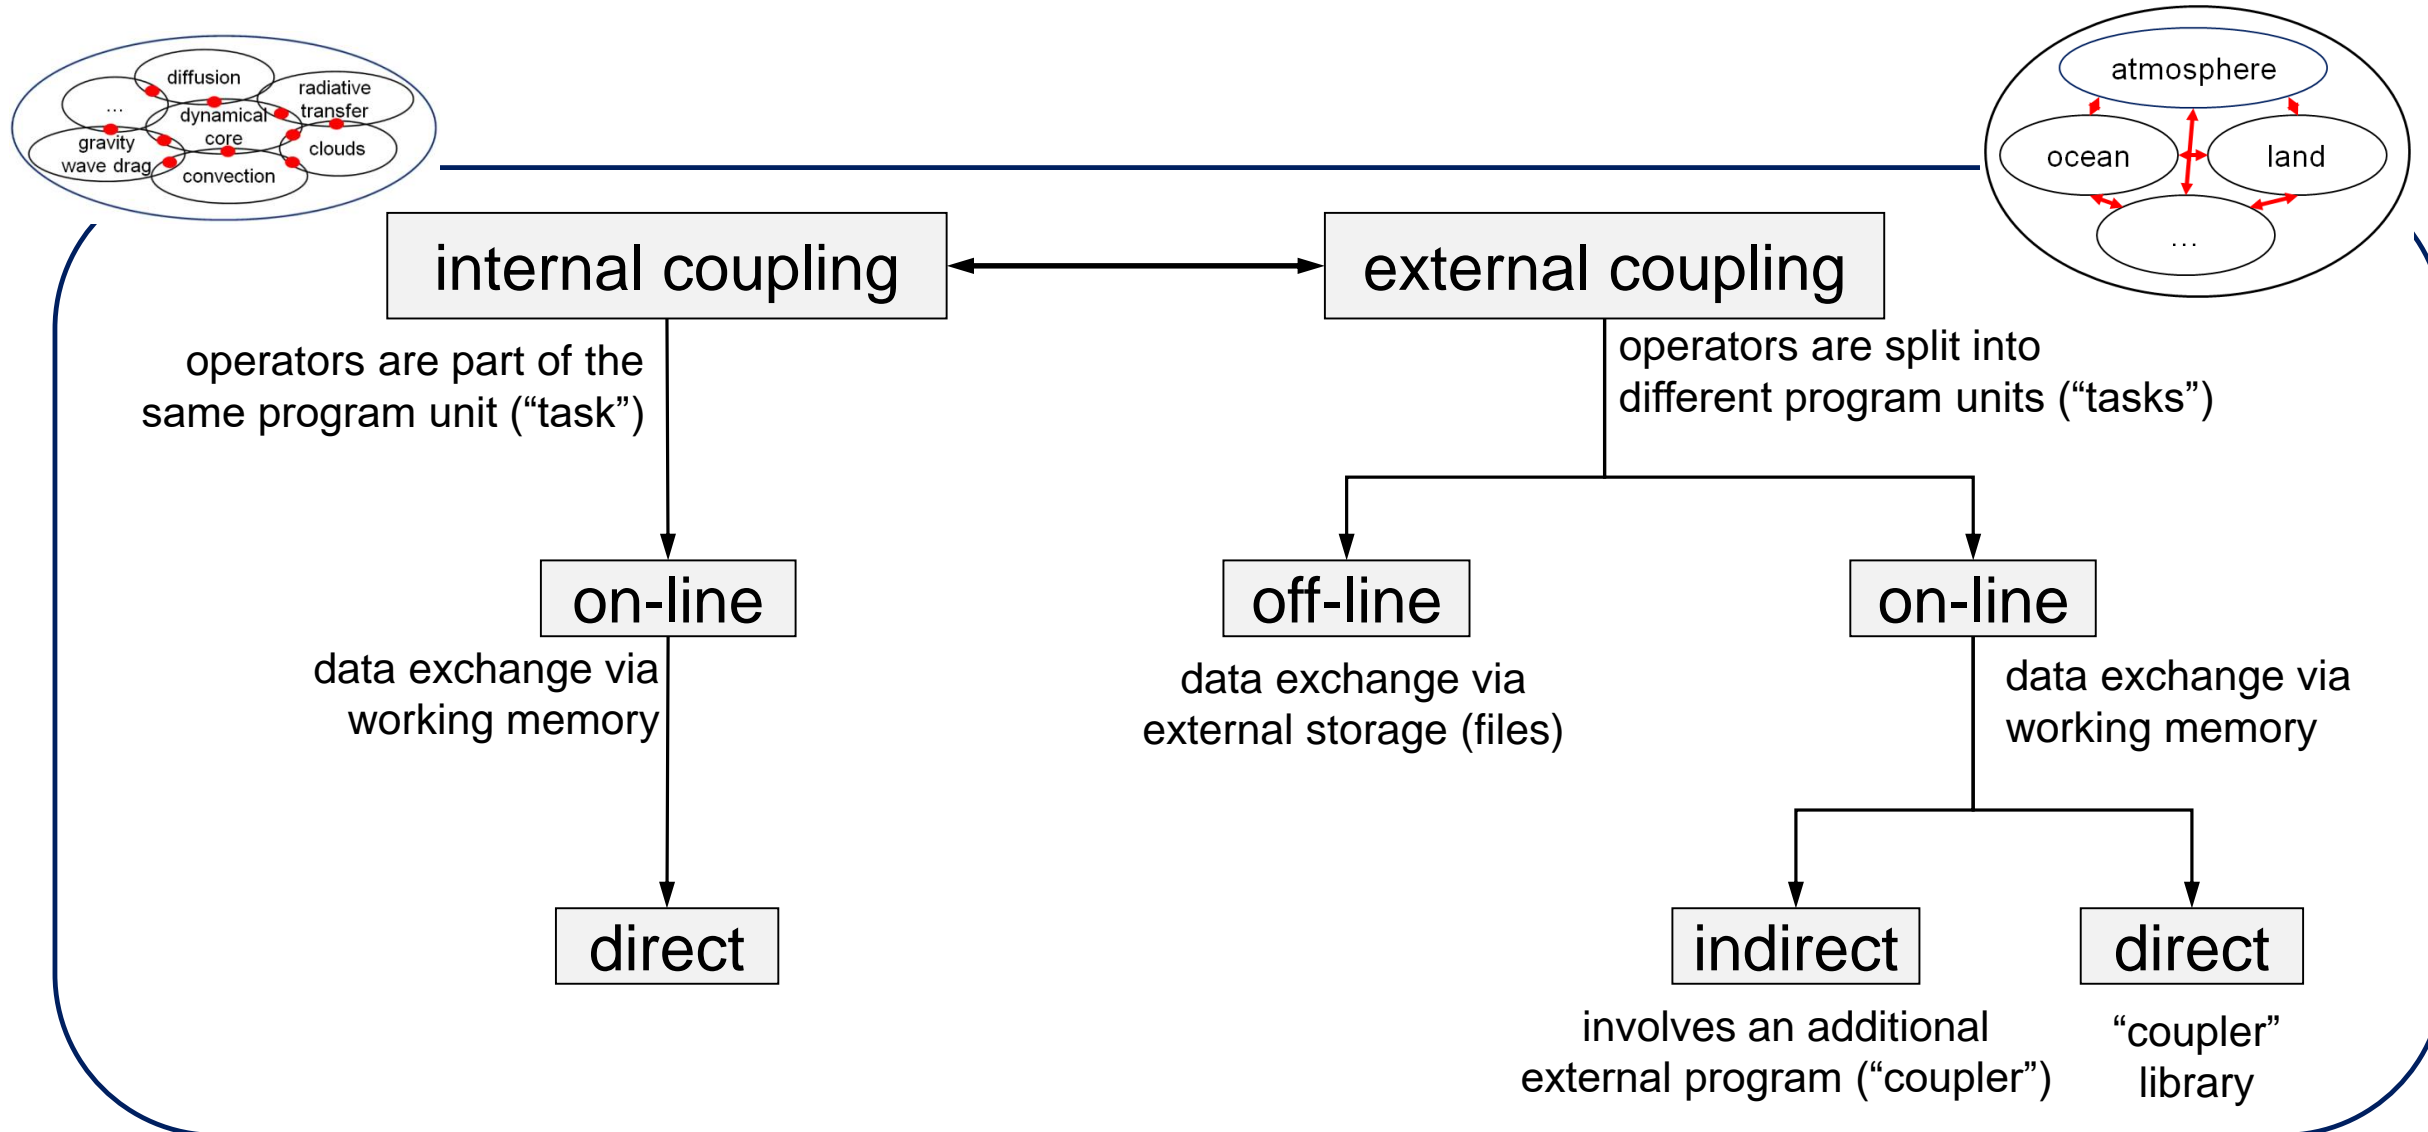 diffusion
radiative
transfer
...
dynamical
core
gravity
wave drag
clouds
convection
atmosphere
ocean
land
...
internal coupling
external coupling
operators are part of the
same program unit (“task”)
operators are split into
different program units (“tasks”)
on-line
off-line
on-line
data exchange via
working memory
data exchange via
external storage (files)
data exchange via
working memory
direct
indirect
direct
involves an additional
external program (“coupler”)
“coupler”
library